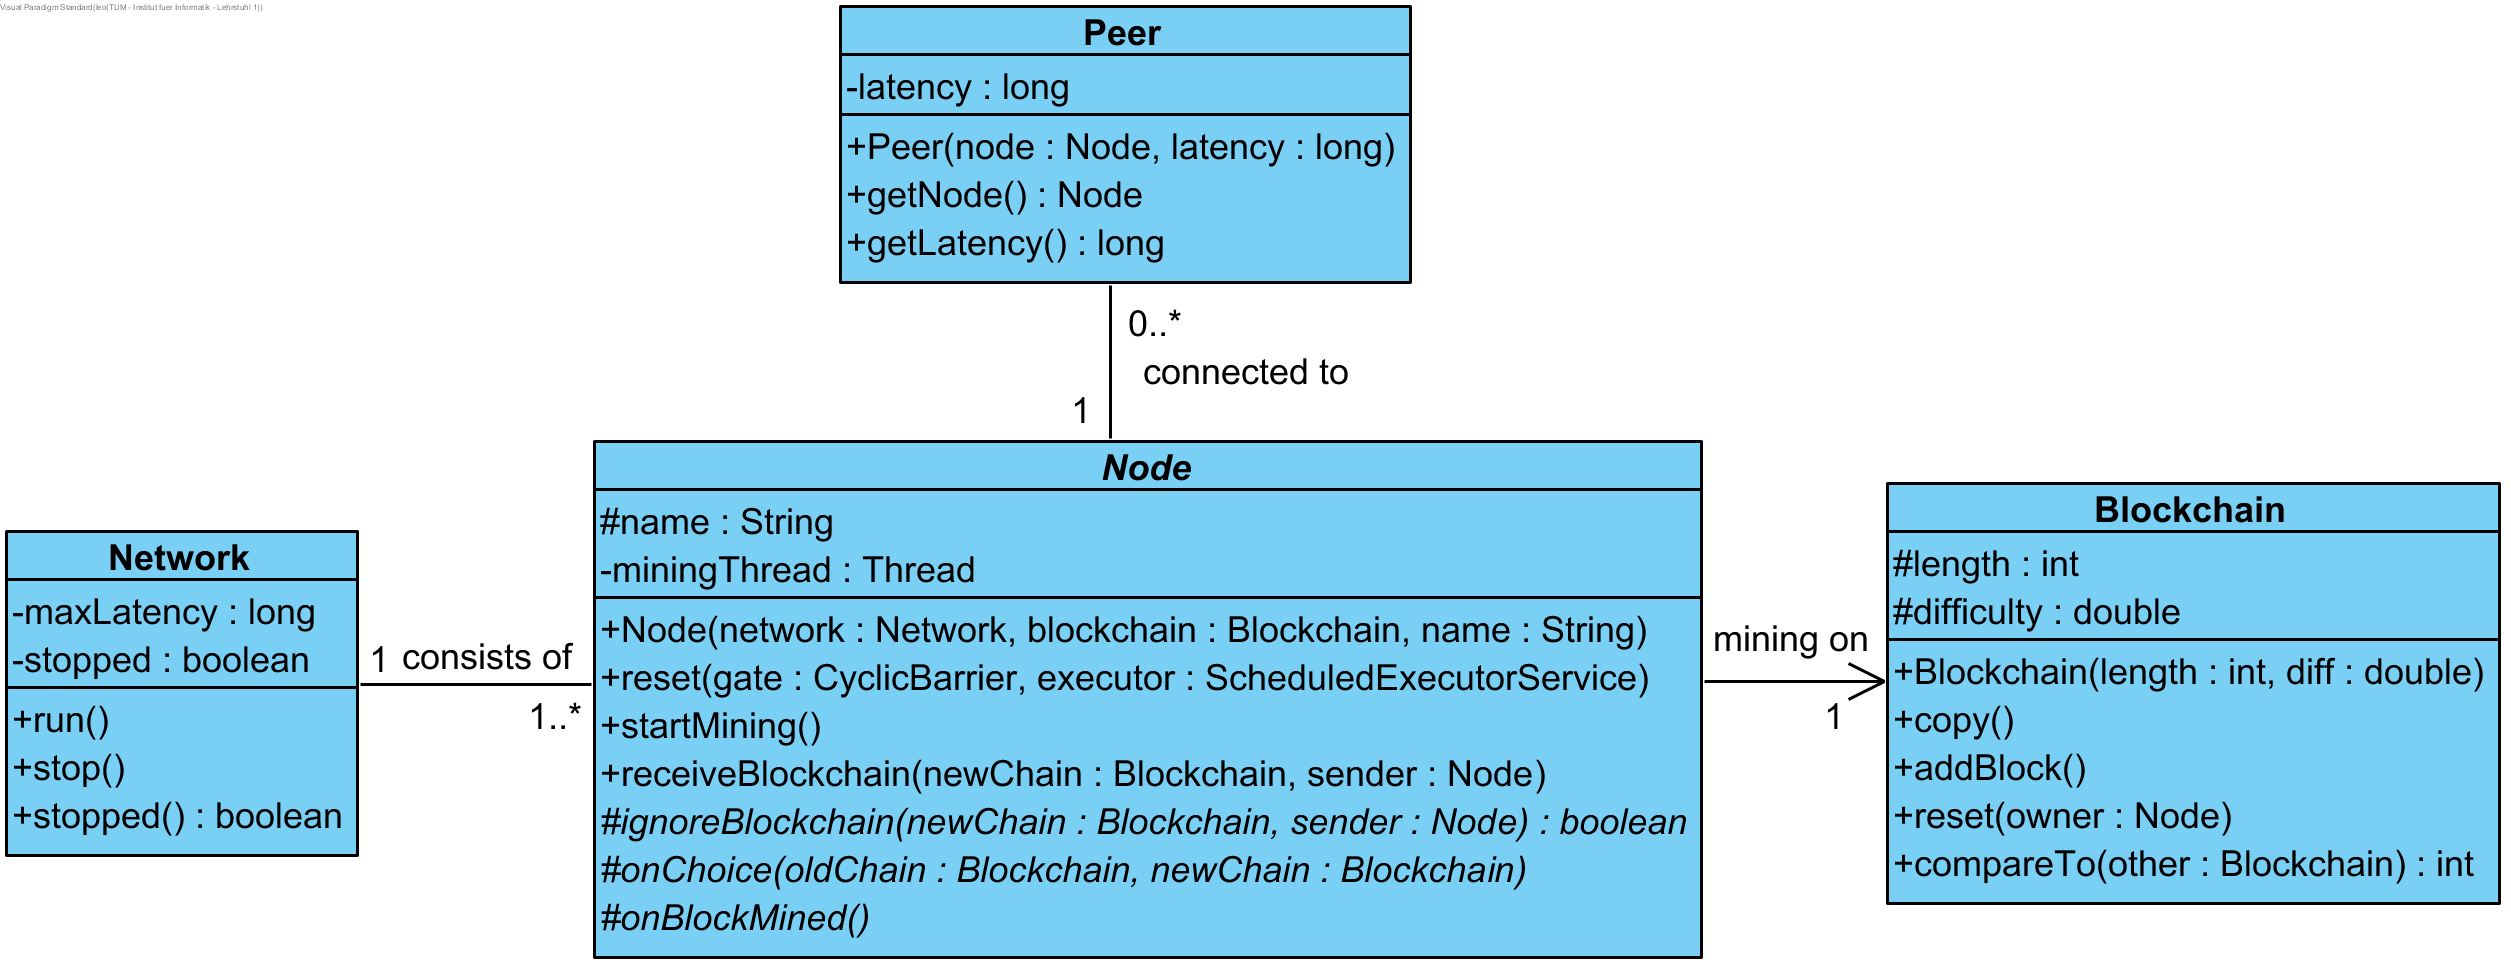 Visual Paradigm Standard(leo(TUM - Institut fuer Informatik - Lehrstuhl 1))
Peer
-latency : long
+Peer(node : Node, latency : long)
+getNode() : Node
+getLatency() : long
0..*
connected to
1
Node
#name : String
-miningThread : Thread
+Node(network : Network, blockchain : Blockchain, name : String)
+reset(gate : CyclicBarrier, executor : ScheduledExecutorService)
+startMining()
+receiveBlockchain(newChain : Blockchain, sender : Node)
#ignoreBlockchain(newChain : Blockchain, sender : Node) : boolean
#onChoice(oldChain : Blockchain, newChain : Blockchain)
#onBlockMined()
Network
-maxLatency : long
-stopped : boolean
+run()
+stop()
+stopped() : boolean
1 consists of
1..*
mining on
1
Blockchain
#length : int
#difficulty : double
+Blockchain(length : int, diff : double)
+copy()
+addBlock()
+reset(owner : Node)
+compareTo(other : Blockchain) : int